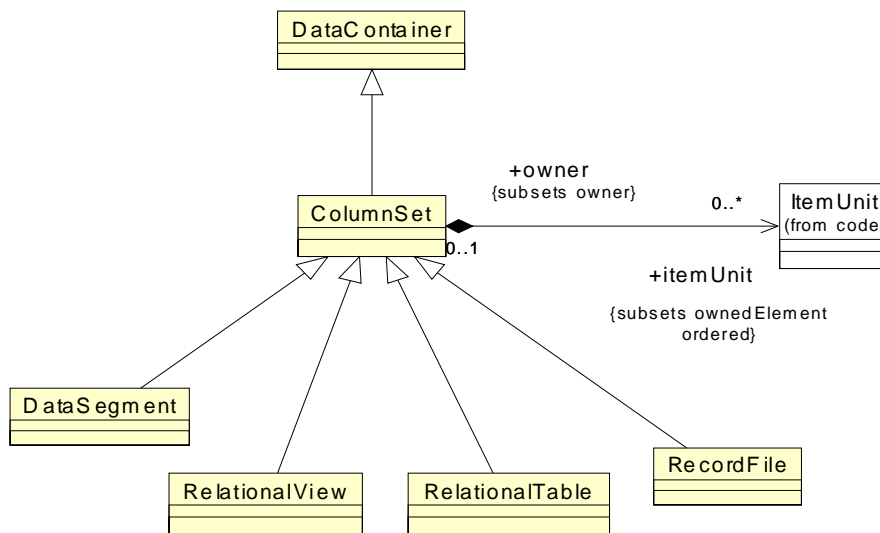 DataContainer
+owner
{subsets owner}
0..*
ItemUnit
(from code
ColumnSet
0..1
+itemUnit
{subsets ownedElement
ordered}
DataSegment
RelationalView
RelationalTable
RecordFile